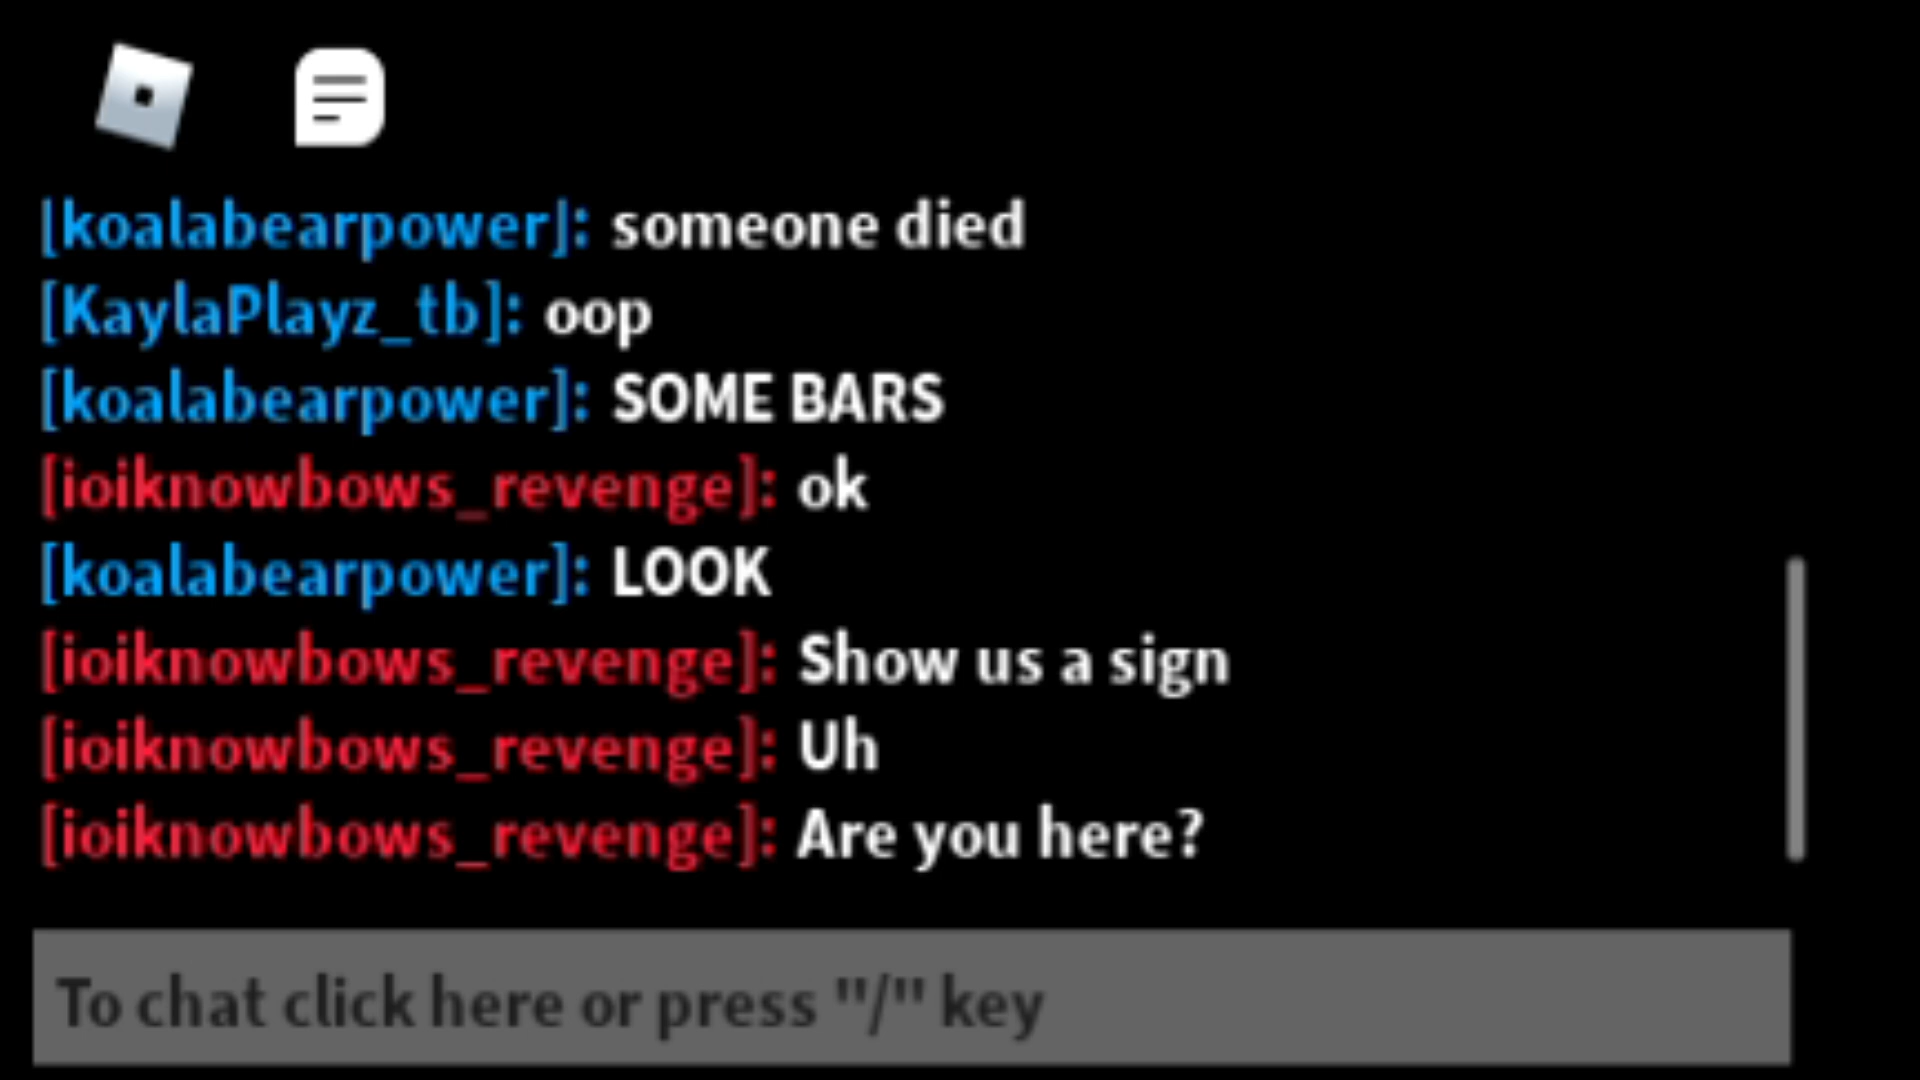 [koalabearpower]: someone died
[KaylaPlayz_tb]: oop
[koalabearpower]: SOME BARS
[ioiknowbows_revenge]: ok
[koalabearpower]: LOOK
[ioiknowbows_revenge]: Show us a sign
[ioiknowbows_revenge]: Uh
[ioiknowbows_revenge]: Are you here?
To chat click here or press "/" key